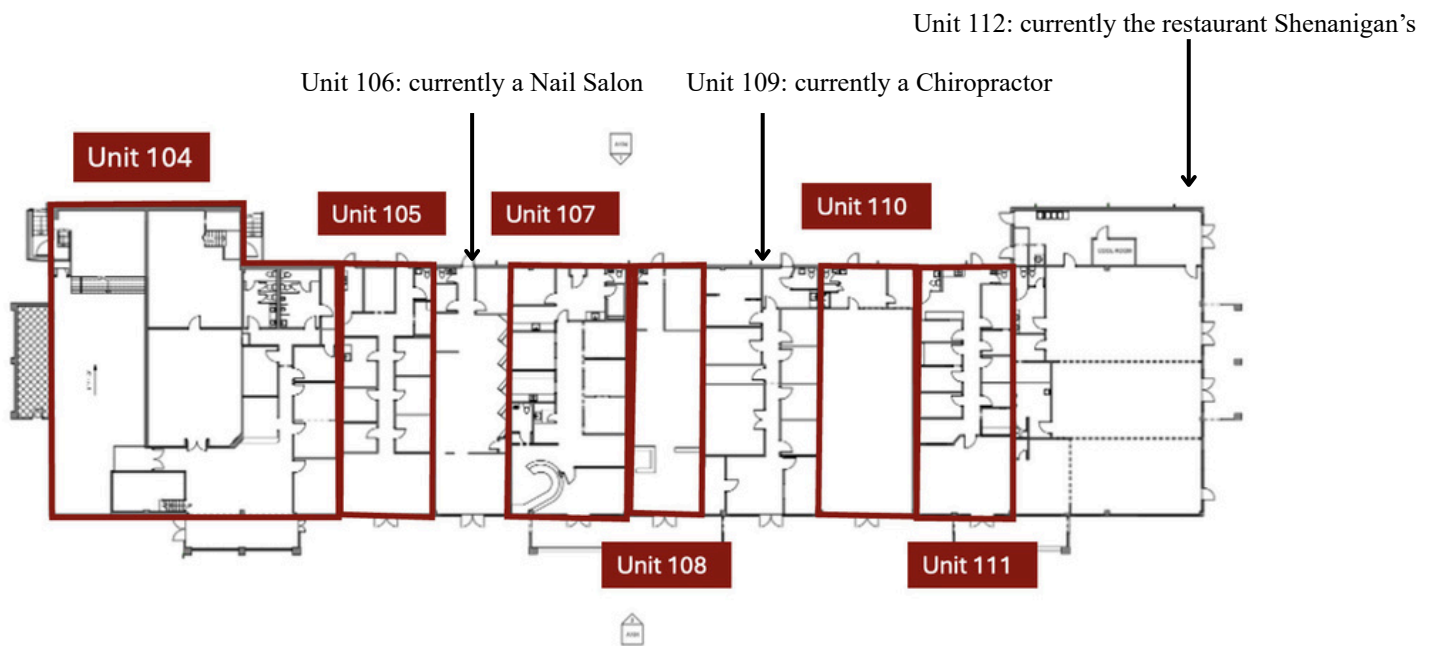 Unit 112: currently the restaurant Shenanigan’s
Unit 106: currently a Nail Salon
Unit 109: currently a Chiropractor
Unit 104
Unit 105
Unit 107
Unit 110
COOL ROOM
Unit 108
Unit 111